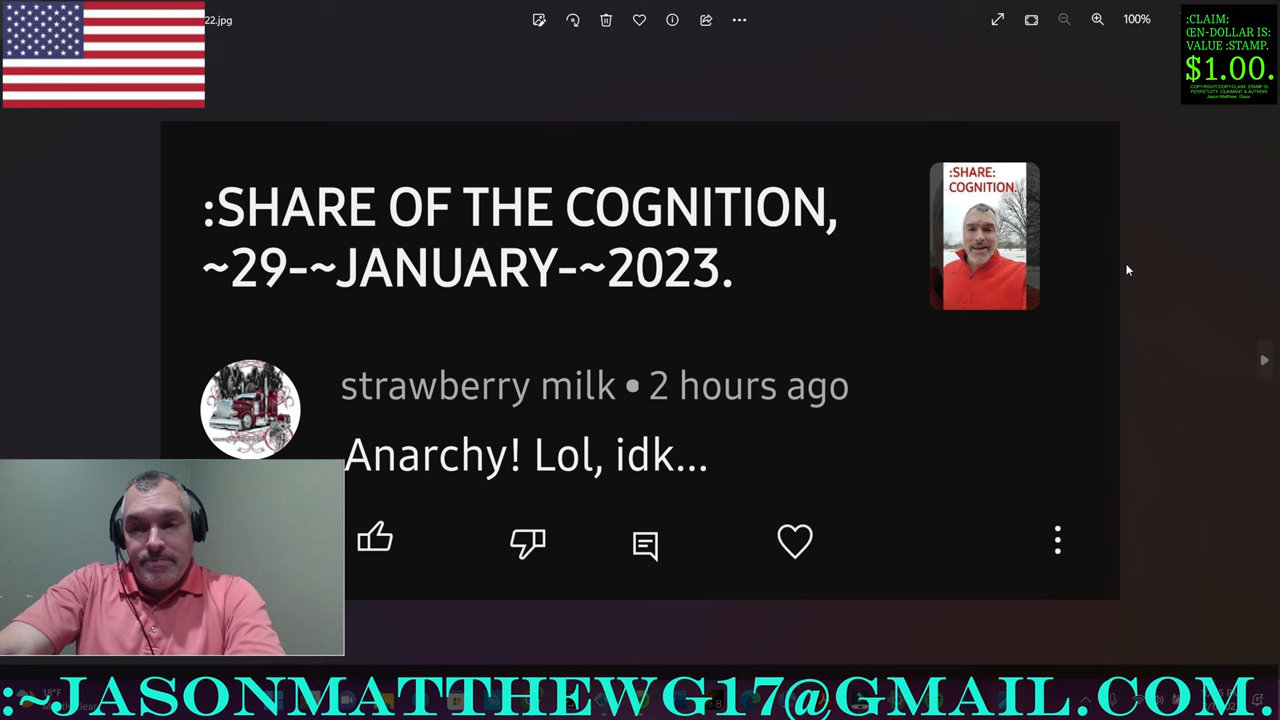 22.jpg
100%
:CLAIM:
ŒN-DOLLAR IS:
VALUE :STAMP.
$1.00.
:SHARE OF THE COGNITION,
~29-~JANUARY-~2023.
:SHARE:
COGNITION.
strawberry milk • 2 hours ago
Anarchy! Lol, idk...
:~JASONMATTHEWG17@GMAIL.COM.